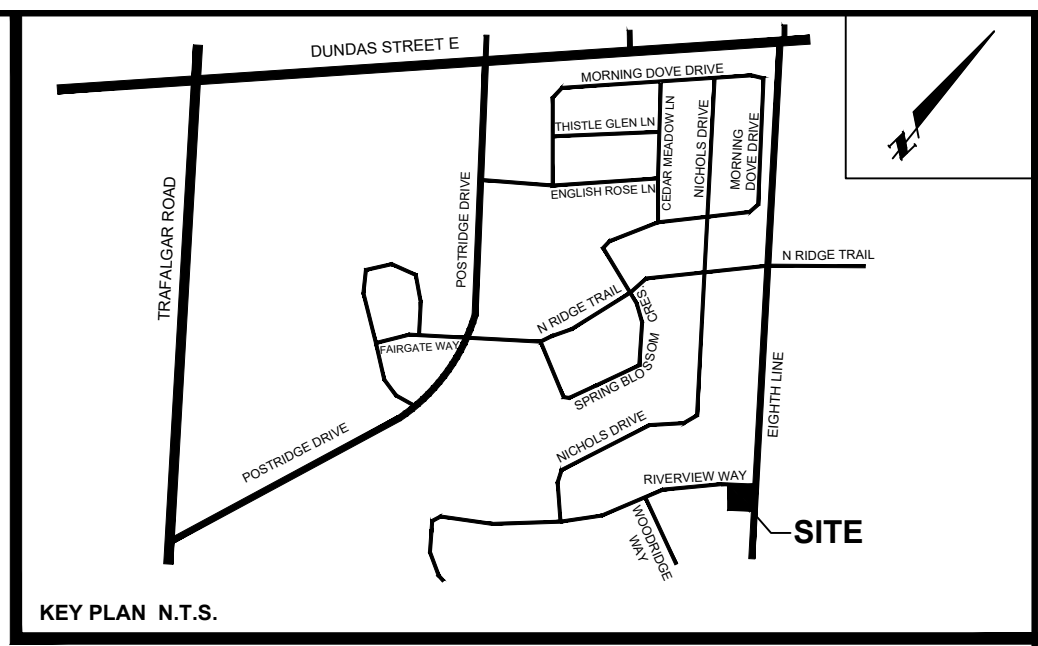 DUNDAS STREET E
MORNING DOVE DRIVE
THISTLE GLEN LN
CEDAR MEADOW LN
NICHOLS DRIVE
MORNING
DOVE DRIVE
ENGLISH ROSE LN
TRAFALGAR ROAD
POSTRIDGE DRIVE
N RIDGE TRAIL
N RIDGE TRAIL
FAIRGATE WAY
SPRING BLOSSOM CRES
EIGHTH LINE
POSTRIDGE DRIVE
NICHOLS DRIVE
RIVERVIEW WAY
WOODRIDGE
WAY
SITE
KEY PLAN N.T.S.
N